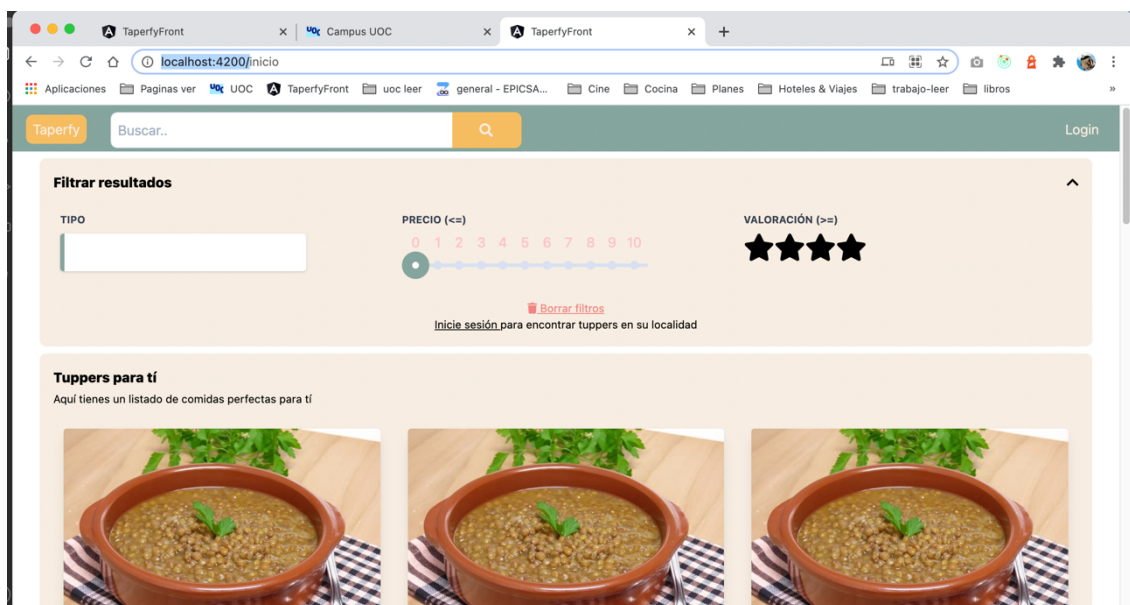 TaperfyFront
Campus UOC
TaperfyFront
localhost:4200/inicio
Aplicaciones Paginas ver UOC TaperfyFront uoc leer general - EPICSA... Cine Cocina Planes Hoteles & Viajes trabajo-leer libros »
Taperfy Buscar.. Login
Filtrar resultados
TIPO PRECIO (<=) VALORACIÓN (>=)
0 1 2 3 4 5 6 7 8 9 10
Borrar filtros
Inicie sesión para encontrar tuppers en su localidad
Tuppers para tí
Aquí tienes un listado de comidas perfectas para tí